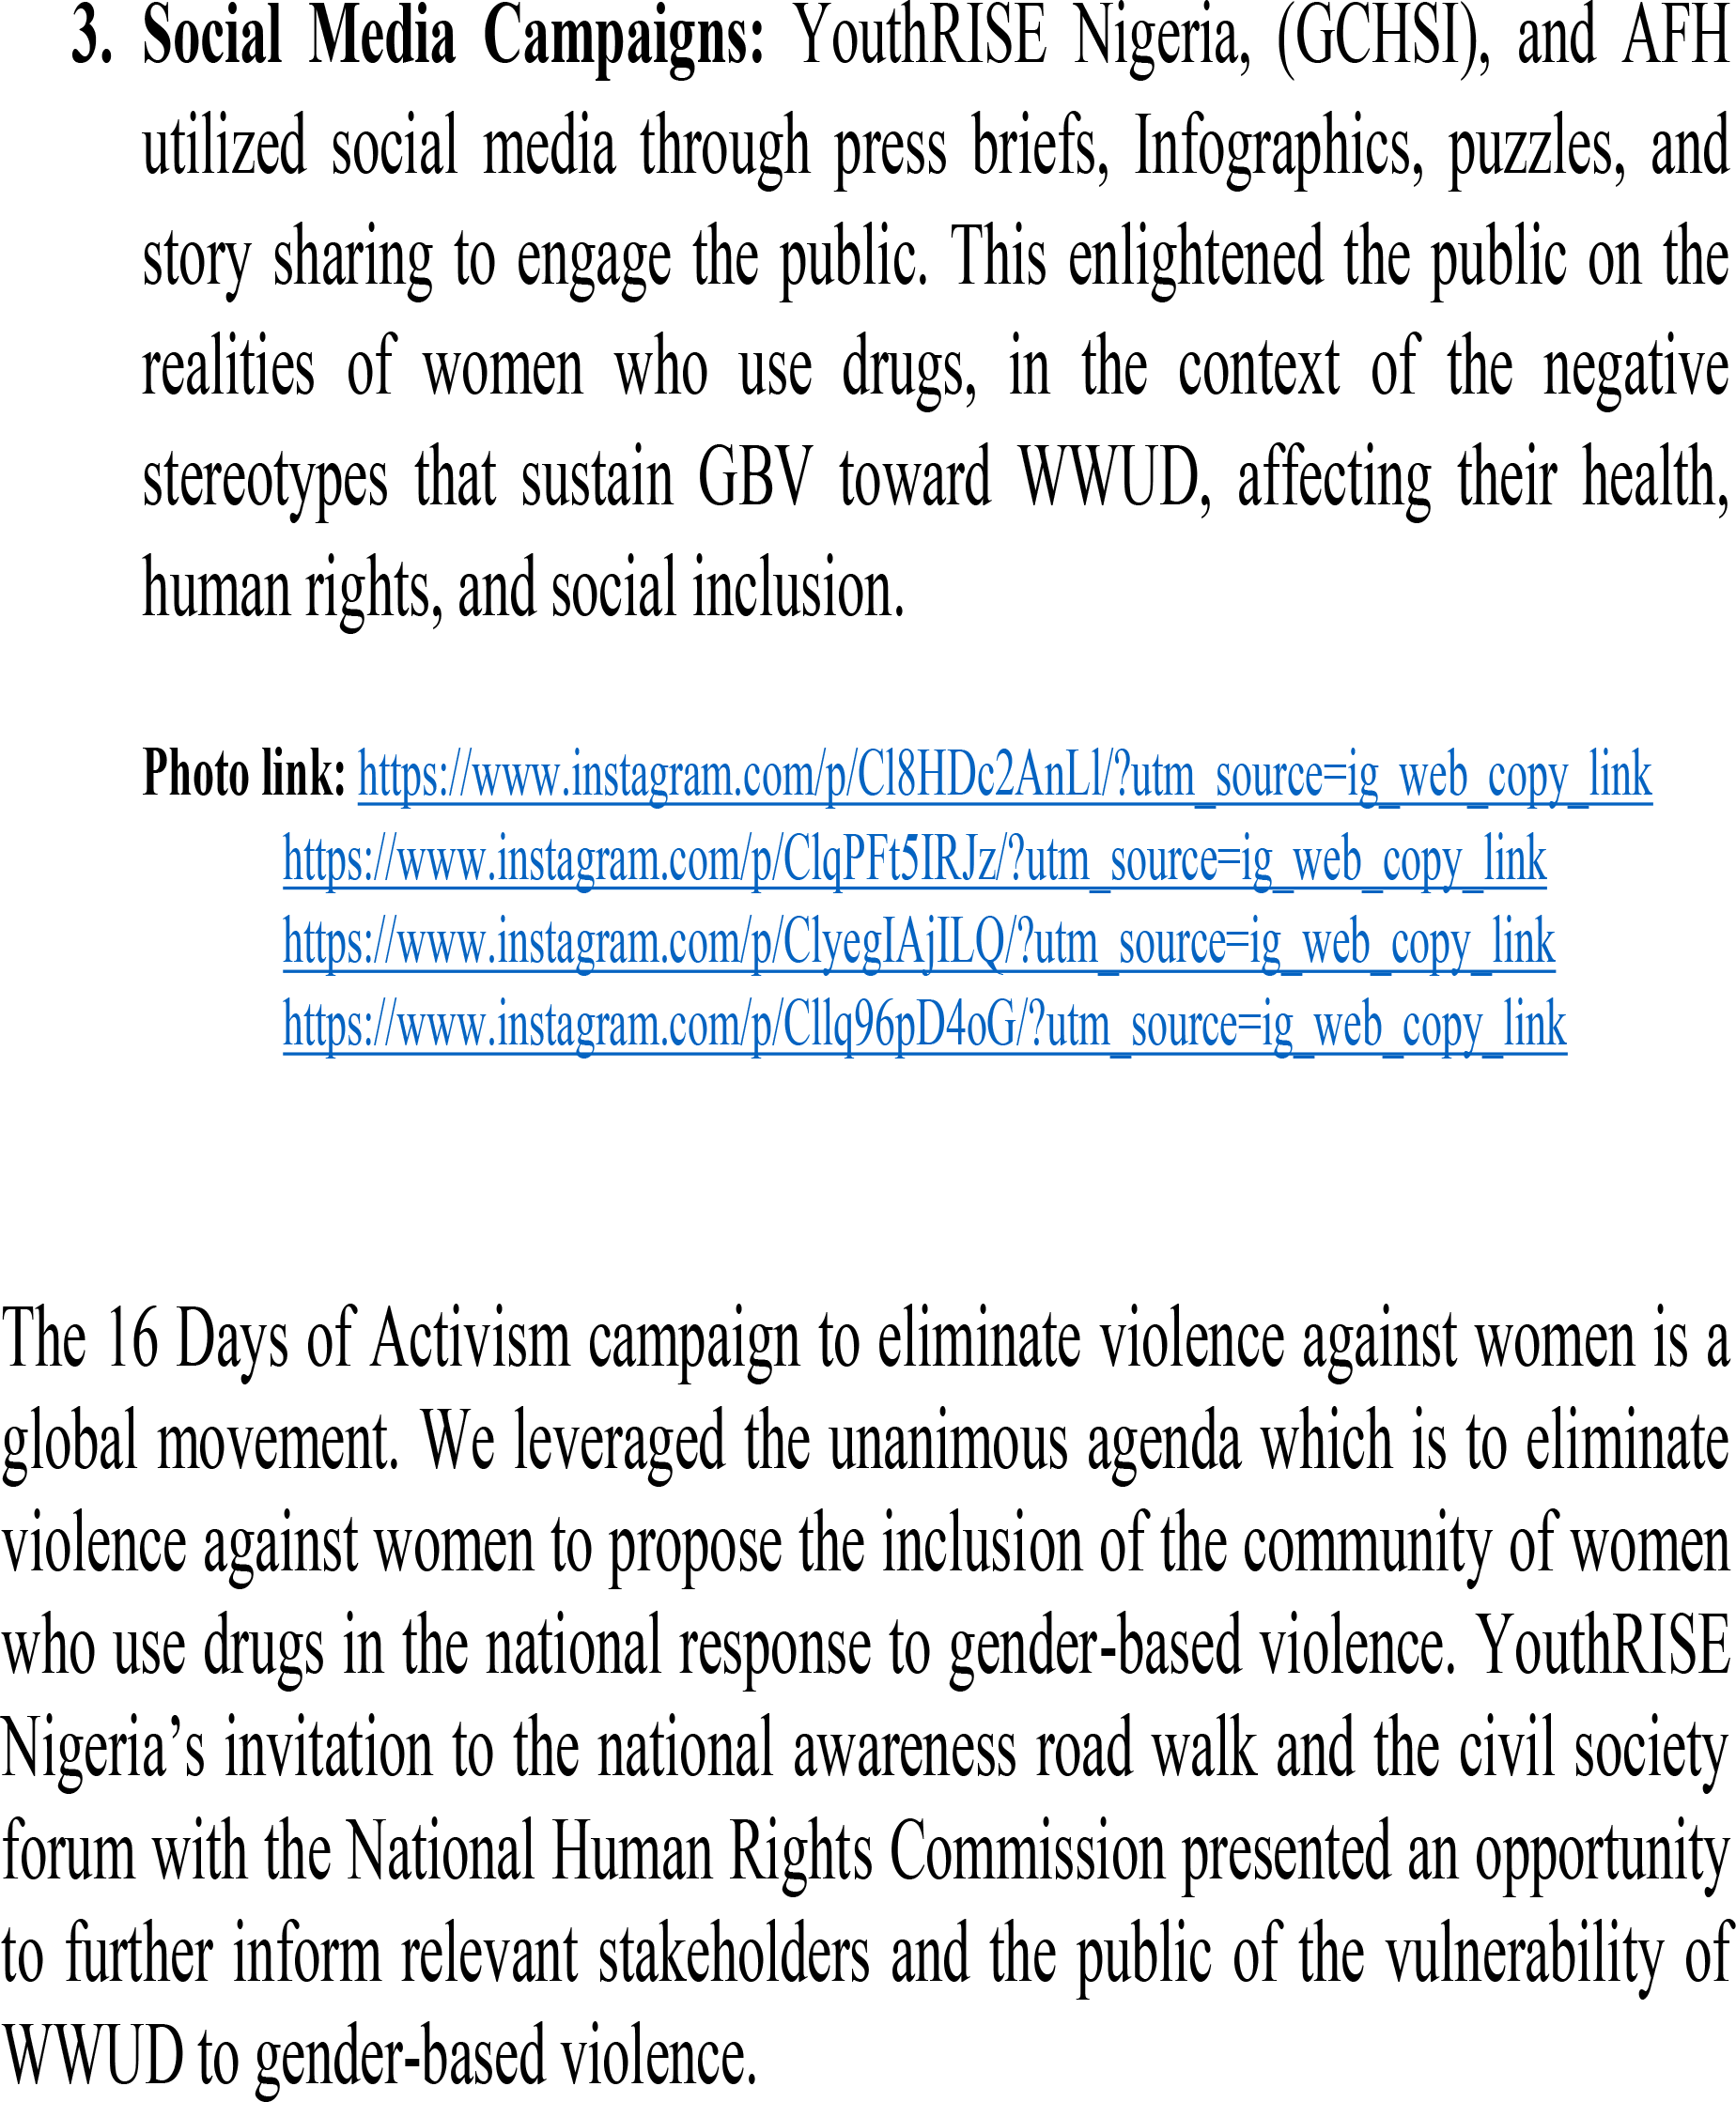 3. Social Media Campaigns: YouthRISE Nigeria, (GCHSI), and AFH
utilized social media through press briefs, Infographics, puzzles, and
story sharing to engage the public. This enlightened the public on the
realities of women who use drugs, in the context of the negative
stereotypes that sustain GBV toward WWUD, affecting their health,
human rights, and social inclusion.
Photo link: https://www.instagram.com/p/Cl8HDc2AnLl/?utm_source=ig_web_copy_link
https://www.instagram.com/p/ClqPFt5IRJz/?utm_source=ig_web_copy_link
https://www.instagram.com/p/ClyegIAjILQ/?utm_source=ig_web_copy_link
https://www.instagram.com/p/Cllq96pD4oG/?utm_source=ig_web_copy_link
The 16 Days of Activism campaign to eliminate violence against women is a
global movement. We leveraged the unanimous agenda which is to eliminate
violence against women to propose the inclusion of the community of women
who use drugs in the national response to gender-based violence. YouthRISE
Nigeria’s invitation to the national awareness road walk and the civil society
forum with the National Human Rights Commission presented an opportunity
to further inform relevant stakeholders and the public of the vulnerability of
WWUD to gender-based violence.